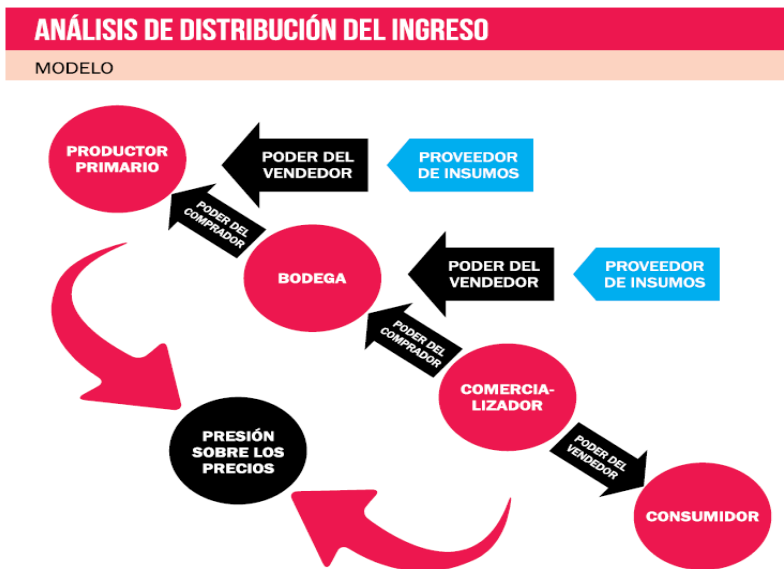 ANÁLISIS DE DISTRIBUCIÓN DEL INGRESO
MODELO
PRODUCTOR
PRIMARIO
PODER DEL
VENDEDOR
PROVEEDOR
DE INSUMOS
PODER DEL
COMPRADOR
BODEGA
PODER DEL
VENDEDOR
PROVEEDOR
DE INSUMOS
PODER DEL
COMPRADOR
COMERCIA-
LIZADOR
PRESIÓN
SOBRE LOS
PRECIOS
PODER DEL
VENDEDOR
CONSUMIDOR